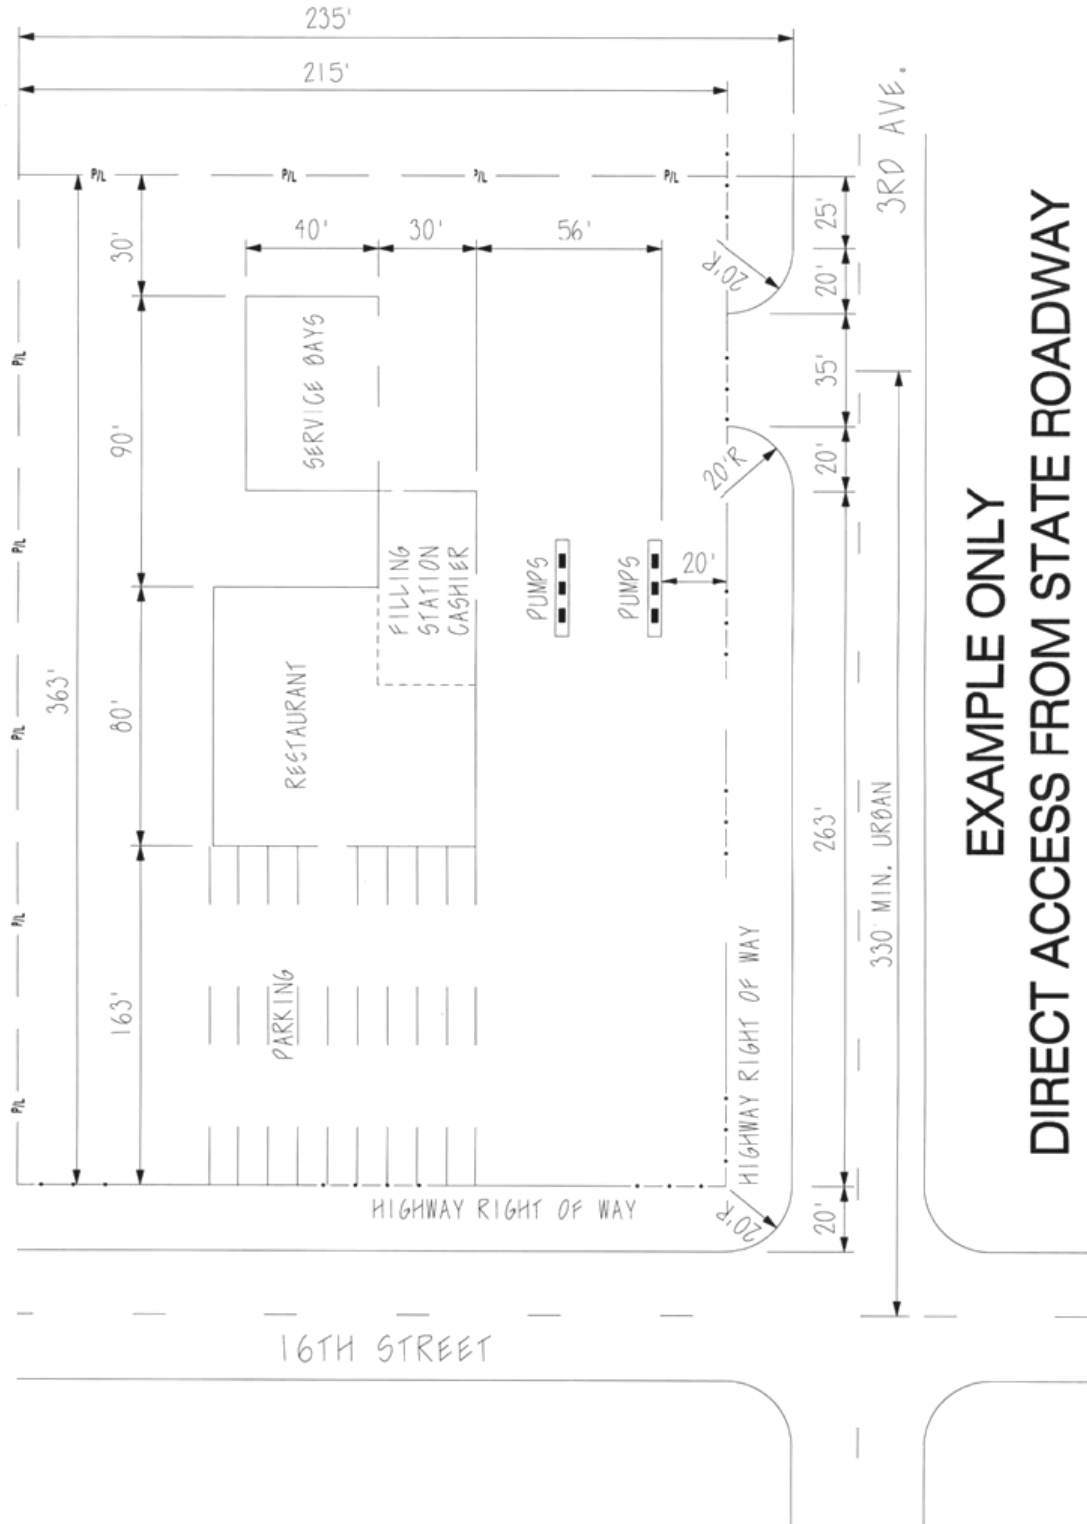 235'
215'
3RD AVE.
P/L
P/L
P/L
P/L
30'
40'
30'
56'
25'
20'R
20'
SERVICE BAYS
P/L
35'
90'
20'R
20'
P/L
FILLING
STATION
CASHIER
PUMPS
PUMPS
20'
363'
80'
RESTAURANT
P/L
263'
330' MIN. URBAN
P/L
163'
PARKING
HIGHWAY RIGHT OF WAY
P/L
HIGHWAY RIGHT OF WAY
20'R
20'
16TH STREET
EXAMPLE ONLY
DIRECT ACCESS FROM STATE ROADWAY